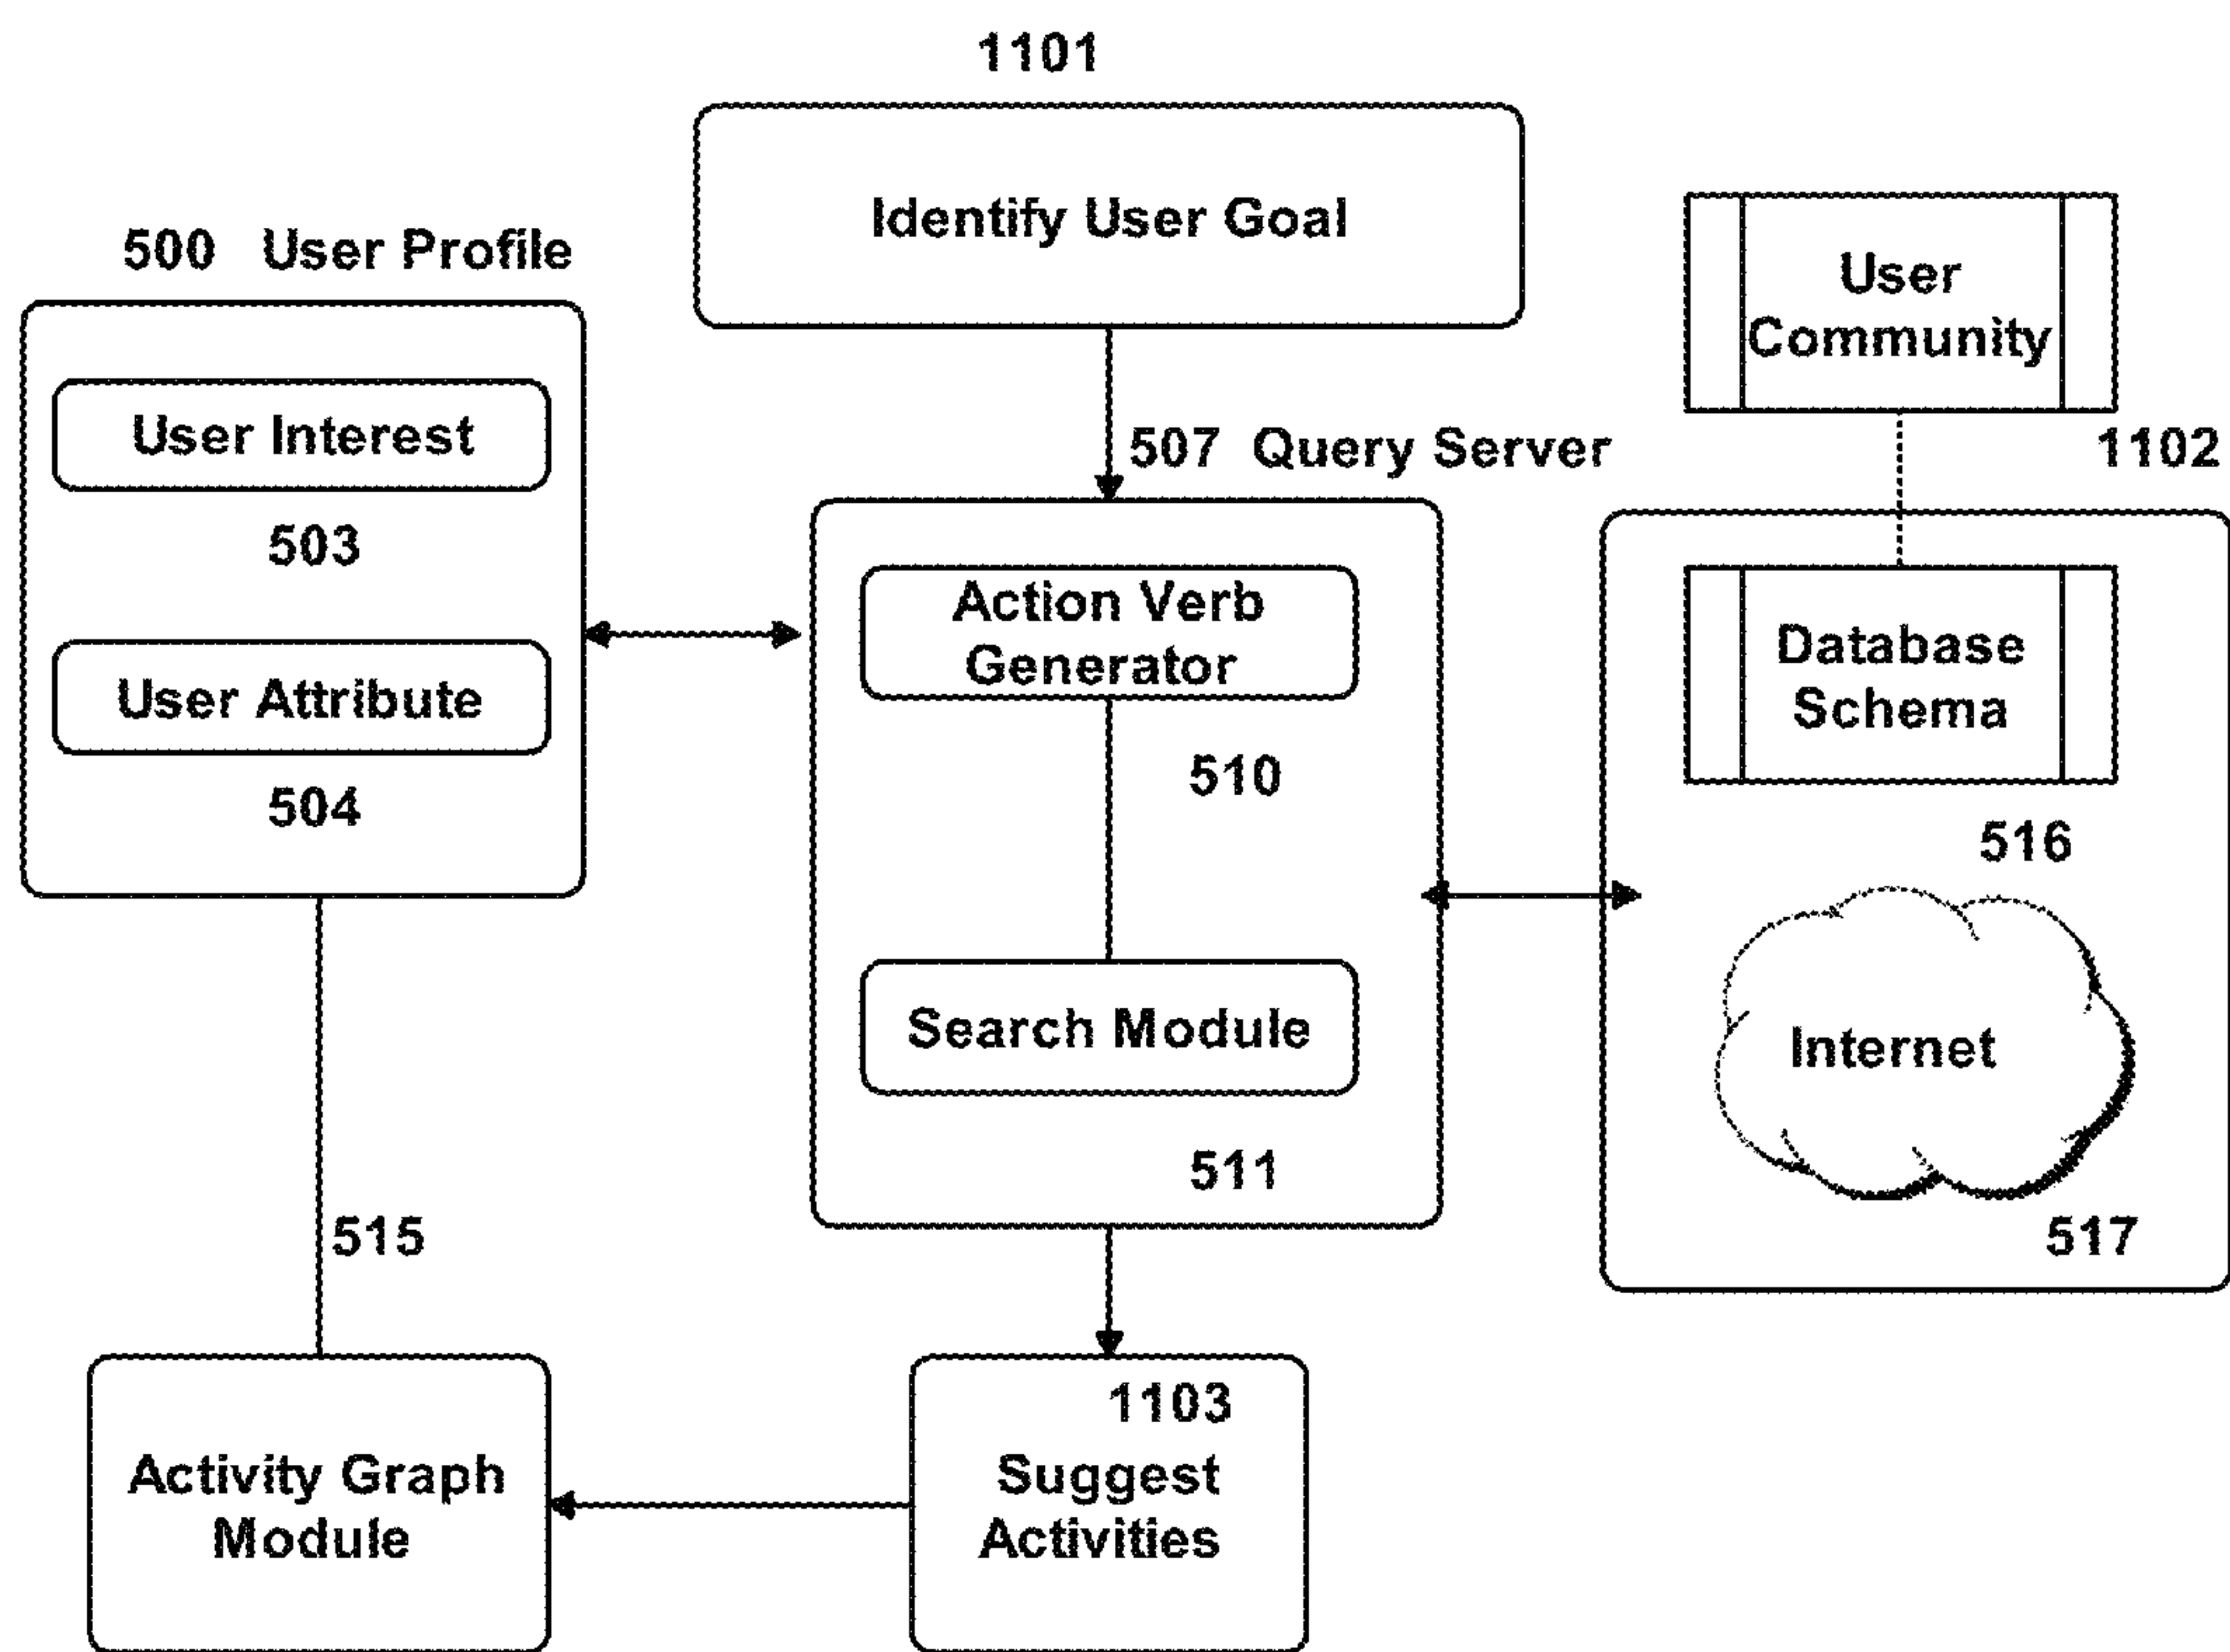 1101
Identify User Goal
500 User Profile
User Interest
503
User Attribute
504
507 Query Server
Action Verb
Generator
510
Search Module
511
User
Community
1102
Database
Schema
516
Internet
517
515
Activity Graph
Module
1103
Suggest
Activities